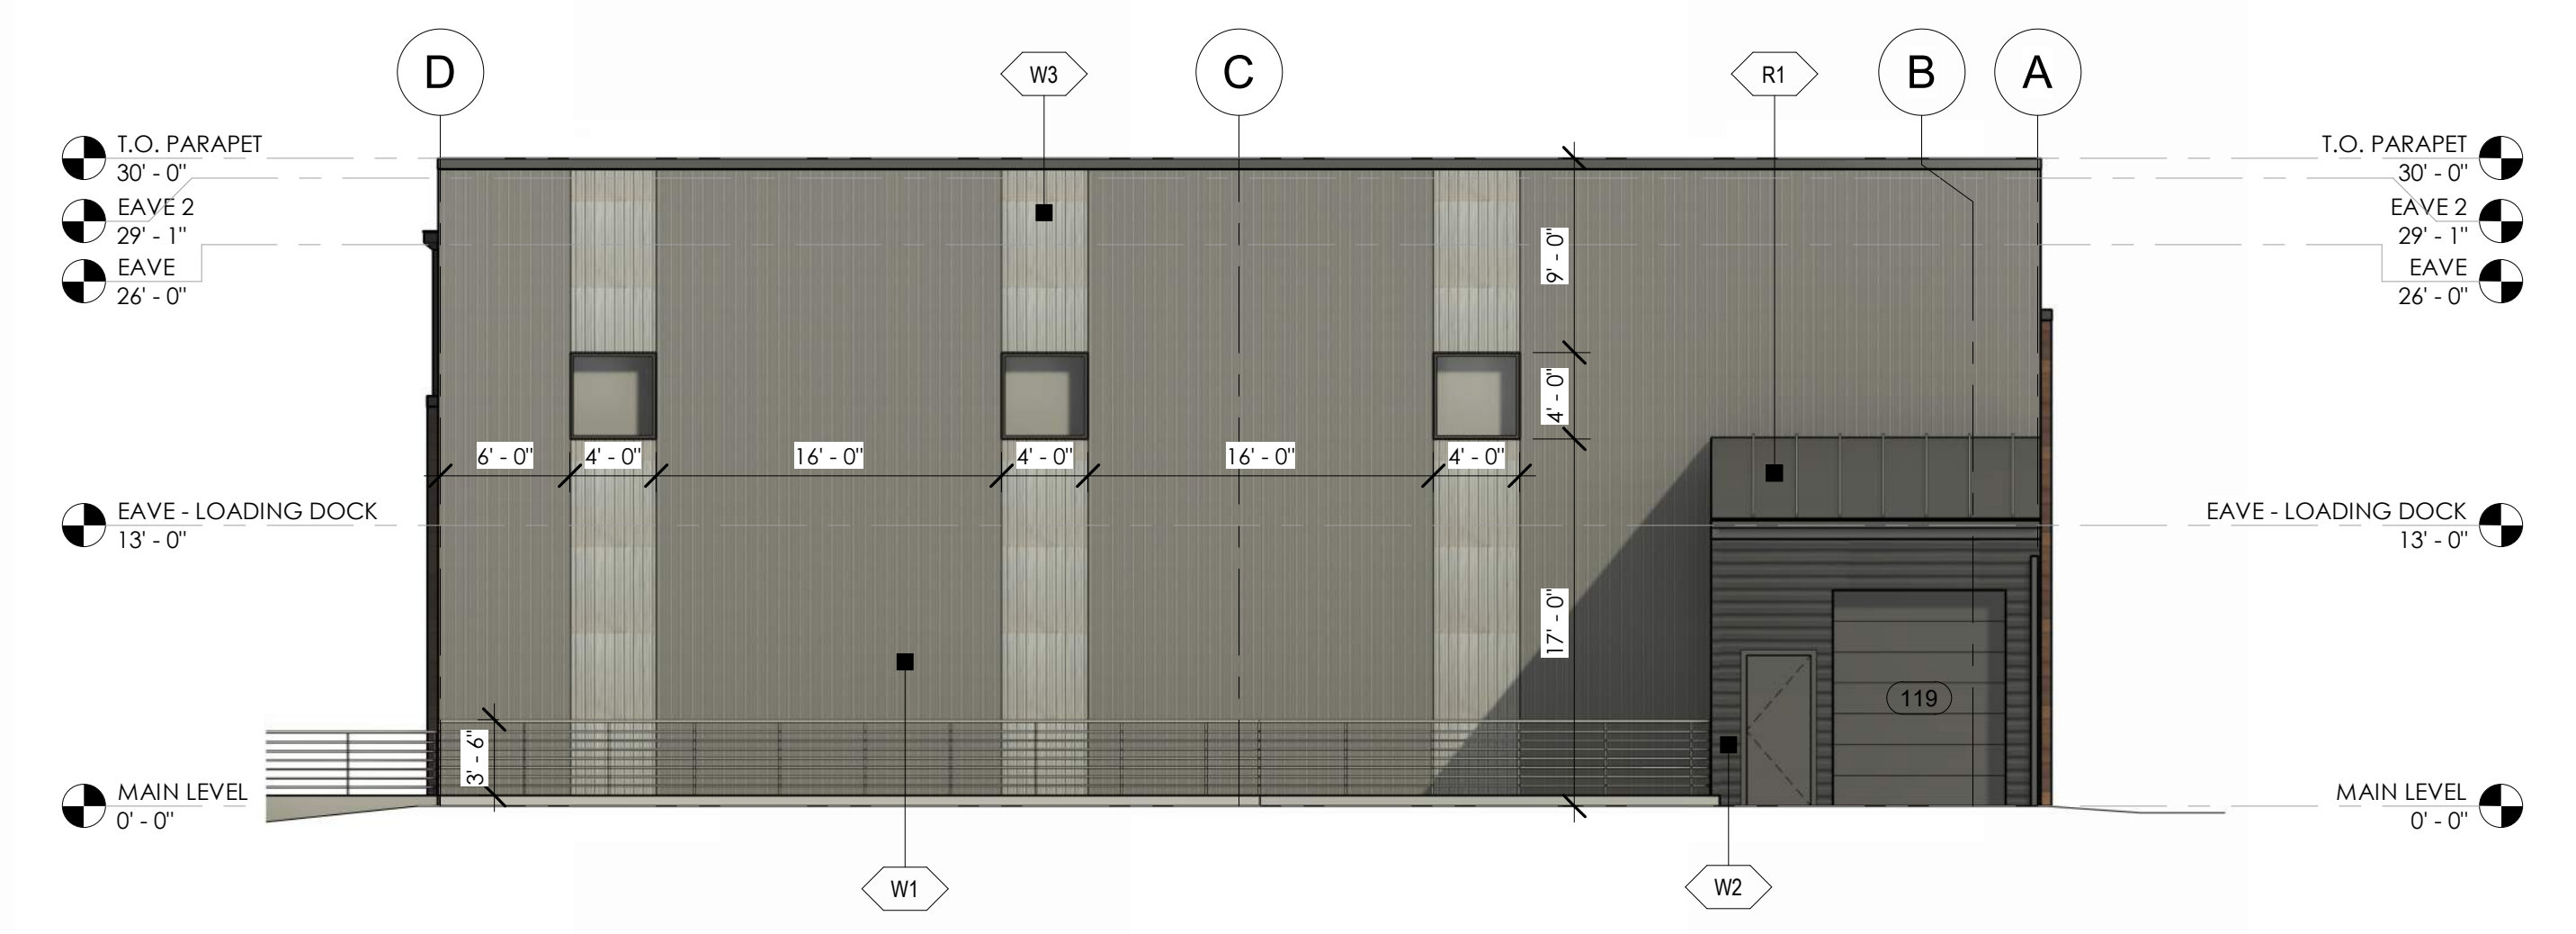 D
W3
C
R1
B
A
T.O. PARAPET
30' - 0"
EAVE 2
29' - 1"
EAVE
26' - 0"
T.O. PARAPET
30' - 0"
EAVE 2
29' - 1"
EAVE
26' - 0"
9' - 0"
4' - 0"
17' - 0"
6' - 0"
4' - 0"
16' - 0"
4' - 0"
16' - 0"
4' - 0"
EAVE - LOADING DOCK
13' - 0"
EAVE - LOADING DOCK
13' - 0"
119
3' - 6"
MAIN LEVEL
0' - 0"
MAIN LEVEL
0' - 0"
W1
W2